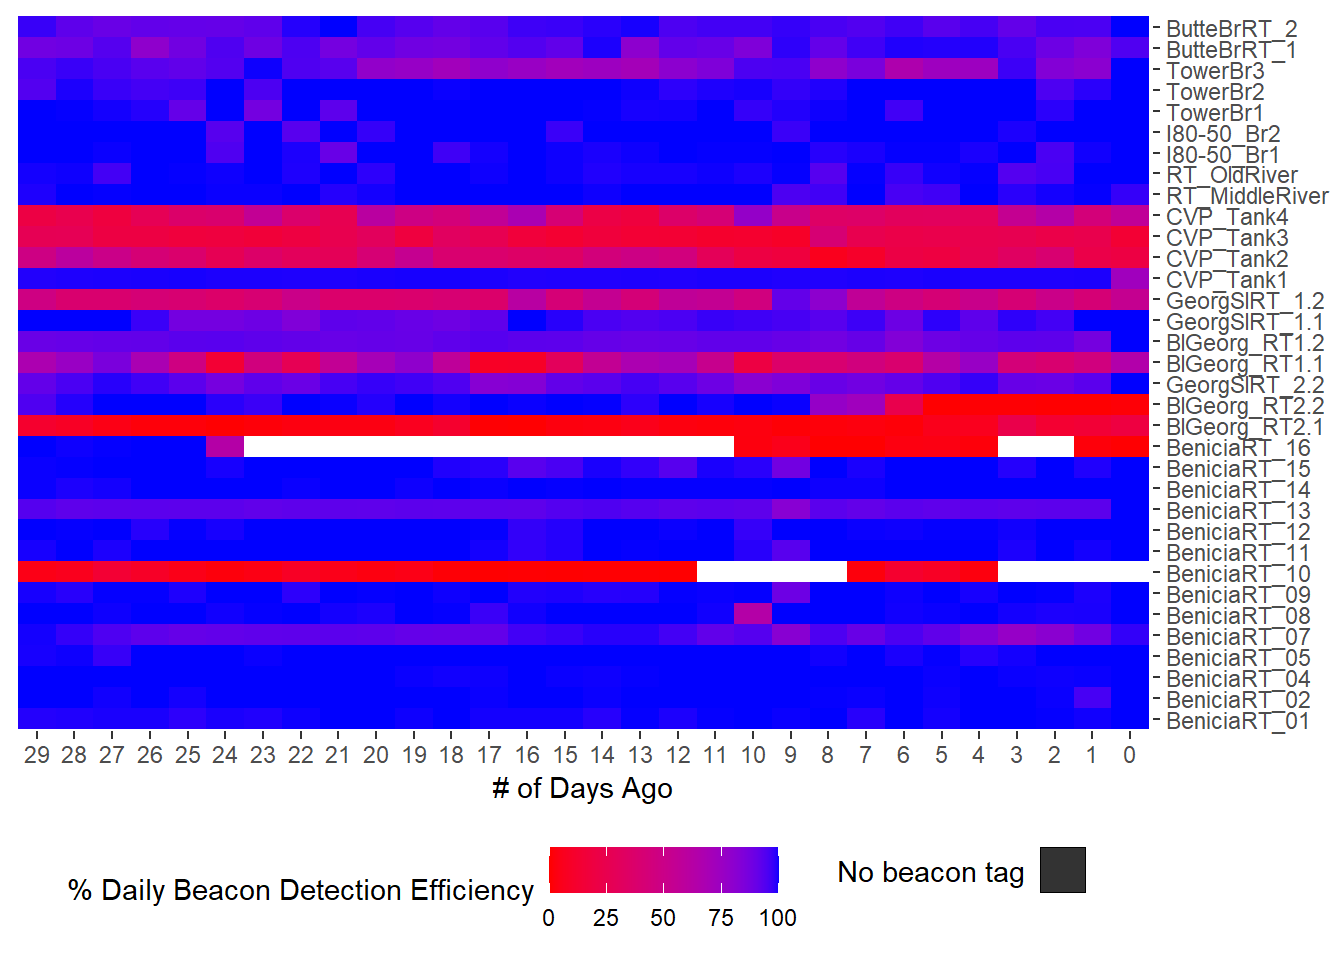 ButteBrRT_2
ButteBrRT_1
TowerBr3
TowerBr2
TowerBr1
I80-50_Br2
I80-50_Br1
RT_OldRiver
RT_MiddleRiver
CVP_Tank4
CVP_Tank3
CVP_Tank2
CVP_Tank1
GeorgSlRT_1.2
GeorgSlRT_1.1
BlGeorg_RT1.2
BlGeorg_RT1.1
GeorgSlRT_2.2
BlGeorg_RT2.2
BlGeorg_RT2.1
BeniciaRT_16
BeniciaRT_15
BeniciaRT_14
BeniciaRT_13
BeniciaRT_12
BeniciaRT_11
BeniciaRT_10
BeniciaRT_09
BeniciaRT_08
BeniciaRT_07
BeniciaRT_05
BeniciaRT_04
BeniciaRT_02
BeniciaRT_01
29 28 27 26 25 24 23 22 21 20 19 18 17 16 15 14 13 12 11 10 9 8 7 6 5 4 3 2 1 0
# of Days Ago
% Daily Beacon Detection Efficiency
0 25 50 75 100
No beacon tag